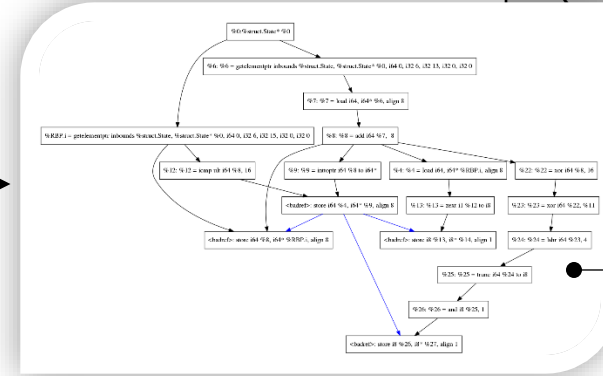 %0:%struct.State* %0
%6: %6 = getelementptr inbounds %struct.State, %struct.State* %0, i64 0, i32 6, i32 13, i32 0, i32 0
%7: %7 = load i64, i64* %6, align 8
%RBP.i = getelementptr inbounds %struct.State, %struct.State* %0, i64 0, i32 6, i32 15, i32 0, i32 0
%8: %8 = add i64 %7, -8
%12: %12 = icmp ult i64 %8, 16
%9: %9 = inttoptr i64 %8 to i64*
%4: %4 = load i64, i64* %RBP.i, align 8
%22: %22 = xor i64 %8, 16
<badref>: store i64 %4, i64* %9, align 8
%13: %13 = zext i1 %12 to i8
%23: %23 = xor i64 %22, %11
<badref>: store i64 %8, i64* %RBP.i, align 8
<badref>: store i8 %13, i8* %14, align 1
%24: %24 = lshr i64 %23, 4
%25: %25 = trunc i64 %24 to i8
%26: %26 = and i8 %25, 1
<badref>: store i8 %26, i8* %27, align 1